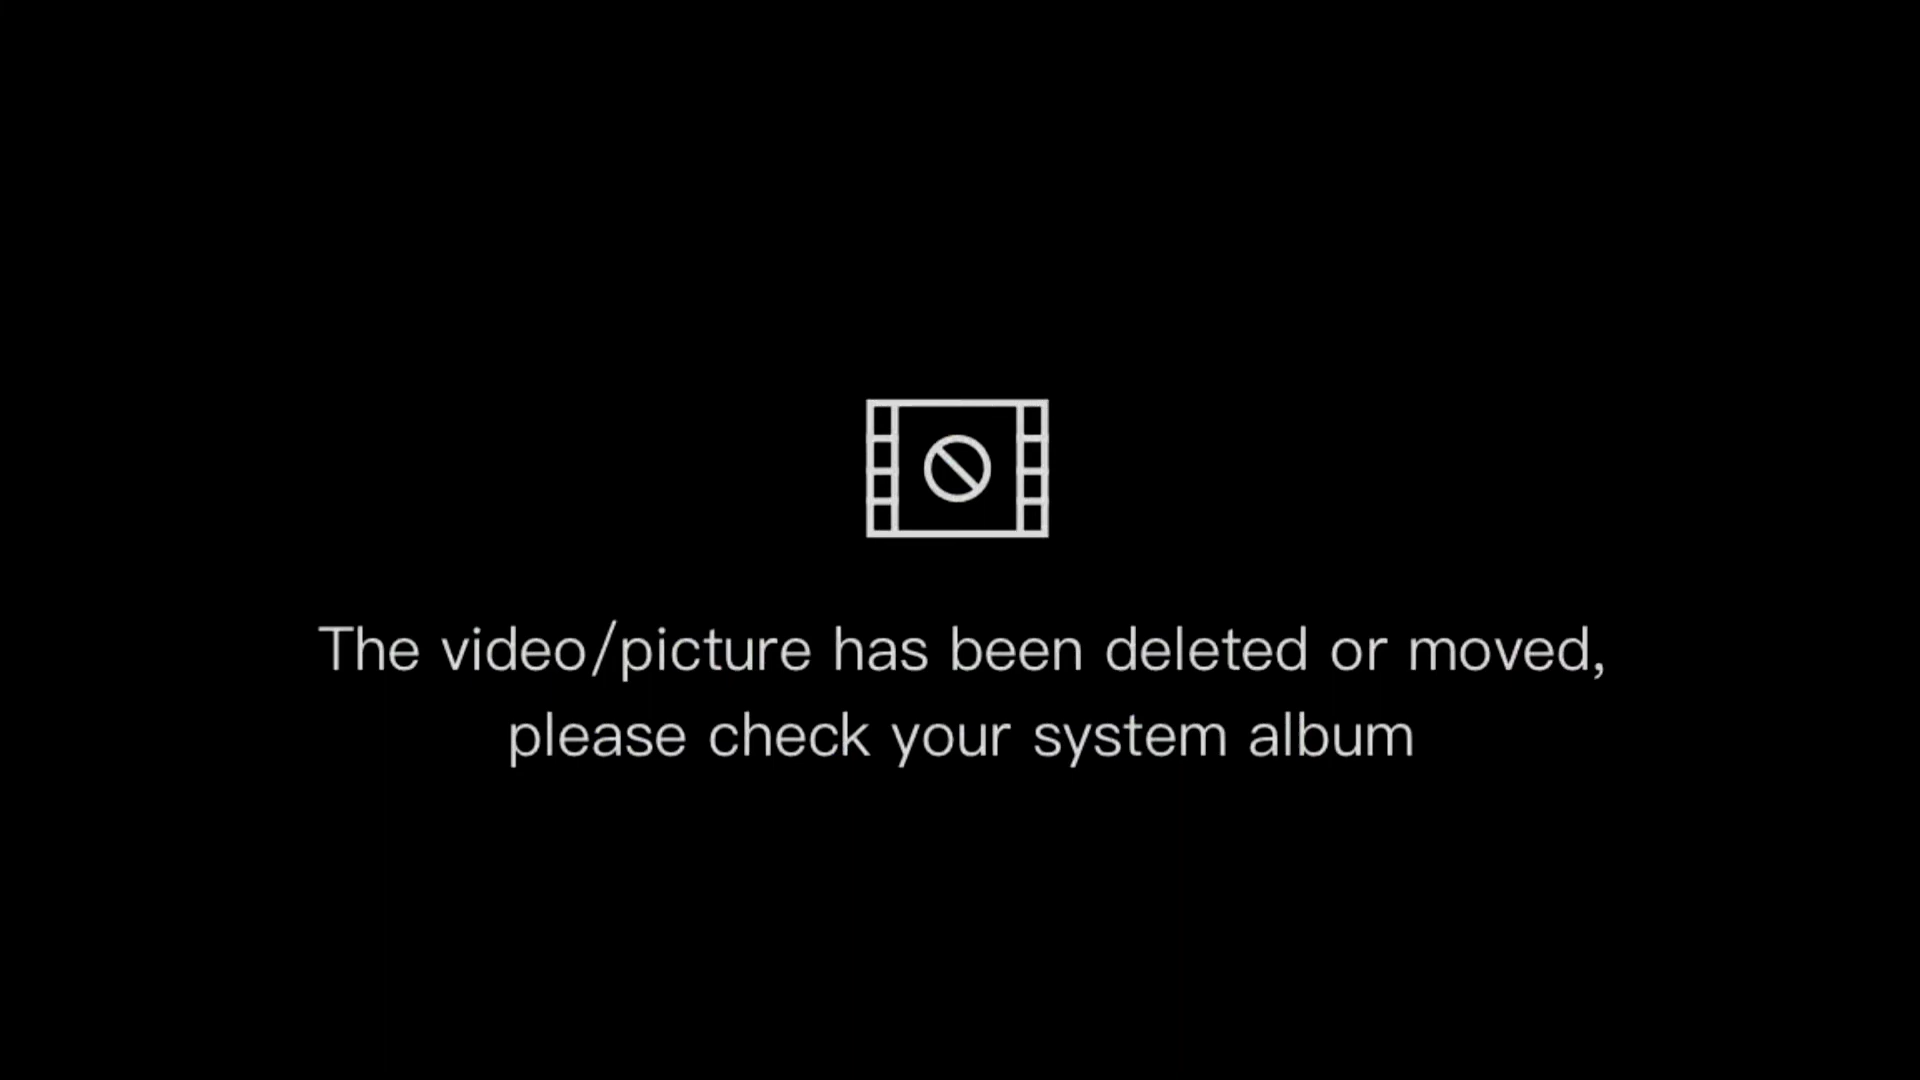 The video/picture has been deleted or moved,
please check your system album